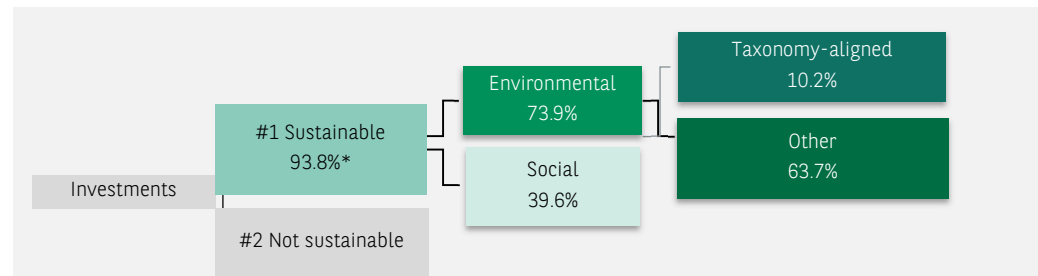 Taxonomy-aligned
10.2%
Environmental
73.9%
#1 Sustainable
93.8%*
Other
63.7%
Social
39.6%
Investments
#2 Not sustainable